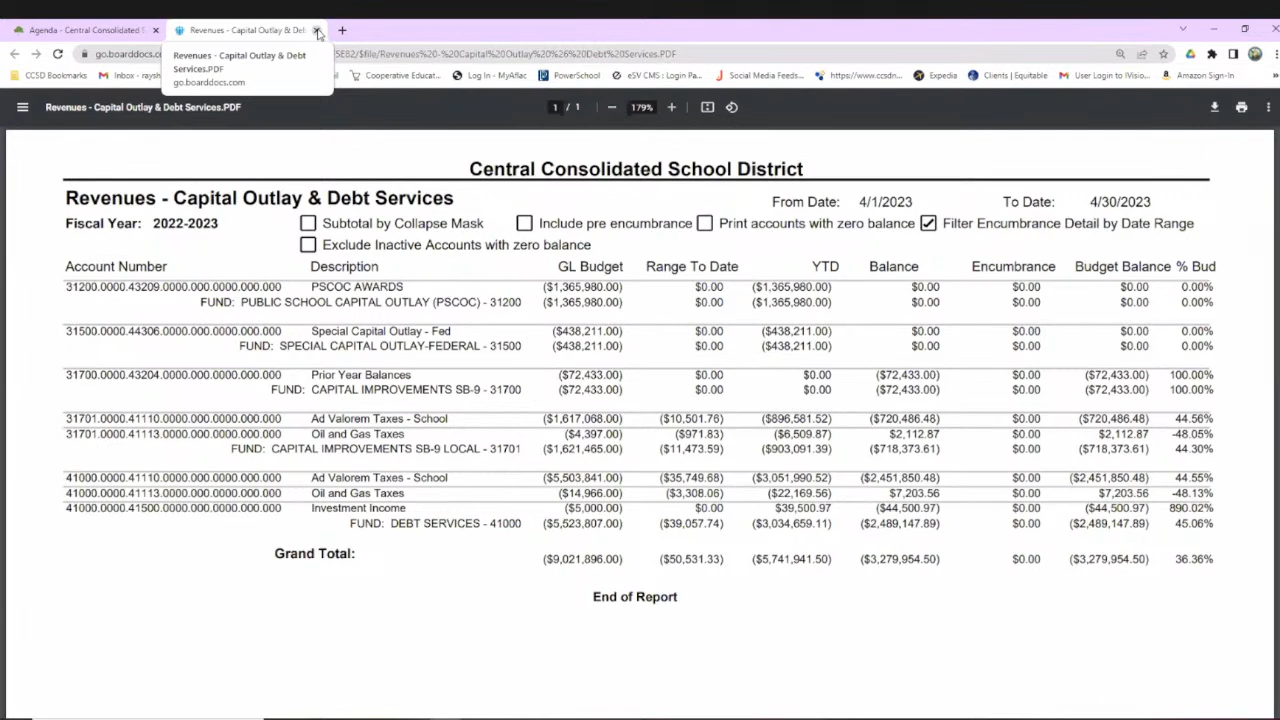 Agenda - Central Consolidated S
Revenues - Capital Outlay & Deb
go.boarddocs.c
5E82/$file/Revenues%20-%20Capital%20Outlay%20%26%20Debt%20Services.PDF
Revenues - Capital Outlay & Debt
Services.PDF
go.boarddocs.com
CCSD Bookmarks
Inbox - raysh
Cooperative Educat...
Log In - MyAflac
PowerSchool
eSV CMS : Login Pa...
Social Media Feeds...
https://www.ccsdn...
Expedia
Clients | Equitable
User Login to iVisio...
Amazon Sign-In
Revenues - Capital Outlay & Debt Services.PDF 1 / 1 179%
Central Consolidated School District
Revenues - Capital Outlay & Debt Services From Date: 4/1/2023 To Date: 4/30/2023
Fiscal Year: 2022-2023 Subtotal by Collapse Mask Include pre encumbrance Print accounts with zero balance Filter Encumbrance Detail by Date Range
Exclude Inactive Accounts with zero balance
Account Number Description GL Budget Range To Date YTD Balance Encumbrance Budget Balance % Bud
31200.0000.43209.0000.000000.0000.00.000 PSCOC AWARDS ($1,365,980.00) $0.00 ($1,365,980.00) $0.00 $0.00 $0.00 0.00%
FUND: PUBLIC SCHOOL CAPITAL OUTLAY (PSCOC) - 31200 ($1,365,980.00) $0.00 ($1,365,980.00) $0.00 $0.00 $0.00 0.00%
31500.0000.44306.0000.000000.0000.00.000 Special Capital Outlay - Fed ($438,211.00) $0.00 ($438,211.00) $0.00 $0.00 $0.00 0.00%
FUND: SPECIAL CAPITAL OUTLAY-FEDERAL - 31500 ($438,211.00) $0.00 ($438,211.00) $0.00 $0.00 $0.00 0.00%
31700.0000.43204.0000.000000.0000.00.000 Prior Year Balances ($72,433.00) $0.00 $0.00 ($72,433.00) $0.00 ($72,433.00) 100.00%
FUND: CAPITAL IMPROVEMENTS SB-9 - 31700 ($72,433.00) $0.00 $0.00 ($72,433.00) $0.00 ($72,433.00) 100.00%
31701.0000.41110.0000.000000.0000.00.000 Ad Valorem Taxes - School ($1,617,068.00) ($10,501.76) ($896,581.52) ($720,486.48) $0.00 ($720,486.48) 44.56%
31701.0000.41113.0000.000000.0000.00.000 Oil and Gas Taxes ($4,397.00) ($971.83) ($6,509.87) $2,112.87 $0.00 $2,112.87 -48.05%
FUND: CAPITAL IMPROVEMENTS SB-9 LOCAL - 31701 ($1,621,465.00) ($11,473.59) ($903,091.39) ($718,373.61) $0.00 ($718,373.61) 44.30%
41000.0000.41110.0000.000000.0000.00.000 Ad Valorem Taxes - School ($5,503,841.00) ($35,749.68) ($3,051,990.52) ($2,451,850.48) $0.00 ($2,451,850.48) 44.55%
41000.0000.41113.0000.000000.0000.00.000 Oil and Gas Taxes ($14,966.00) ($3,308.06) ($22,169.56) $7,203.56 $0.00 $7,203.56 -48.13%
41000.0000.41500.0000.000000.0000.00.000 Investment Income ($5,000.00) $0.00 $39,500.97 ($44,500.97) $0.00 ($44,500.97) 890.02%
FUND: DEBT SERVICES - 41000 ($5,523,807.00) ($39,057.74) ($3,034,659.11) ($2,489,147.89) $0.00 ($2,489,147.89) 45.06%
Grand Total: ($9,021,896.00) ($50,531.33) ($5,741,941.50) ($3,279,954.50) $0.00 ($3,279,954.50) 36.36%
End of Report